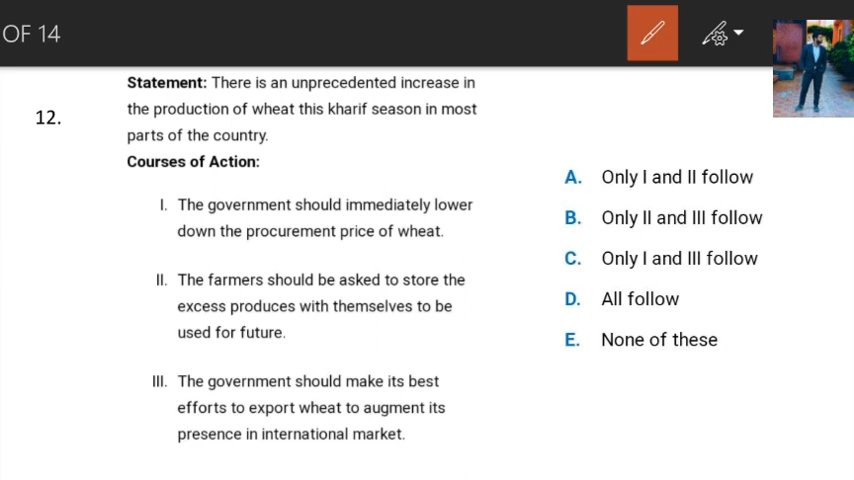 OF 14
12.
Statement: There is an unprecedented increase in
the production of wheat this kharif season in most
parts of the country.
Courses of Action:
I. The government should immediately lower
down the procurement price of wheat.
II. The farmers should be asked to store the
excess produces with themselves to be
used for future.
III. The government should make its best
efforts to export wheat to augment its
presence in international market.
A. Only I and II follow
B. Only II and III follow
C. Only I and III follow
D. All follow
E. None of these